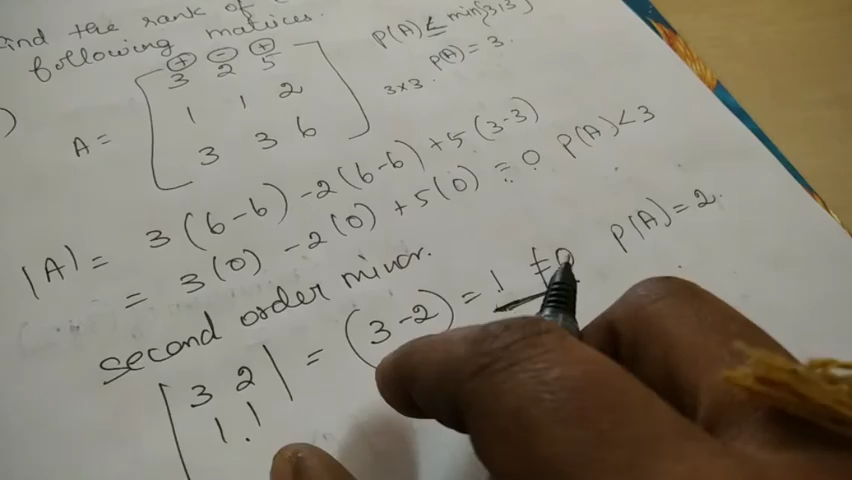 find the rank of
following matrices.
P(A) ≤ min{3,3}
P(A) = 3.
3×3.
)
+ - +
3 2 5
A = 1 1 2
3 3 6
|A| = 3(6-6) -2(6-6) +5(3-3)
= 3(0) -2(0) +5(0) = 0 P(A)<3
second order minor.
3 2
1 1 = (3-2) = 1 ≠0 P(A)=2.